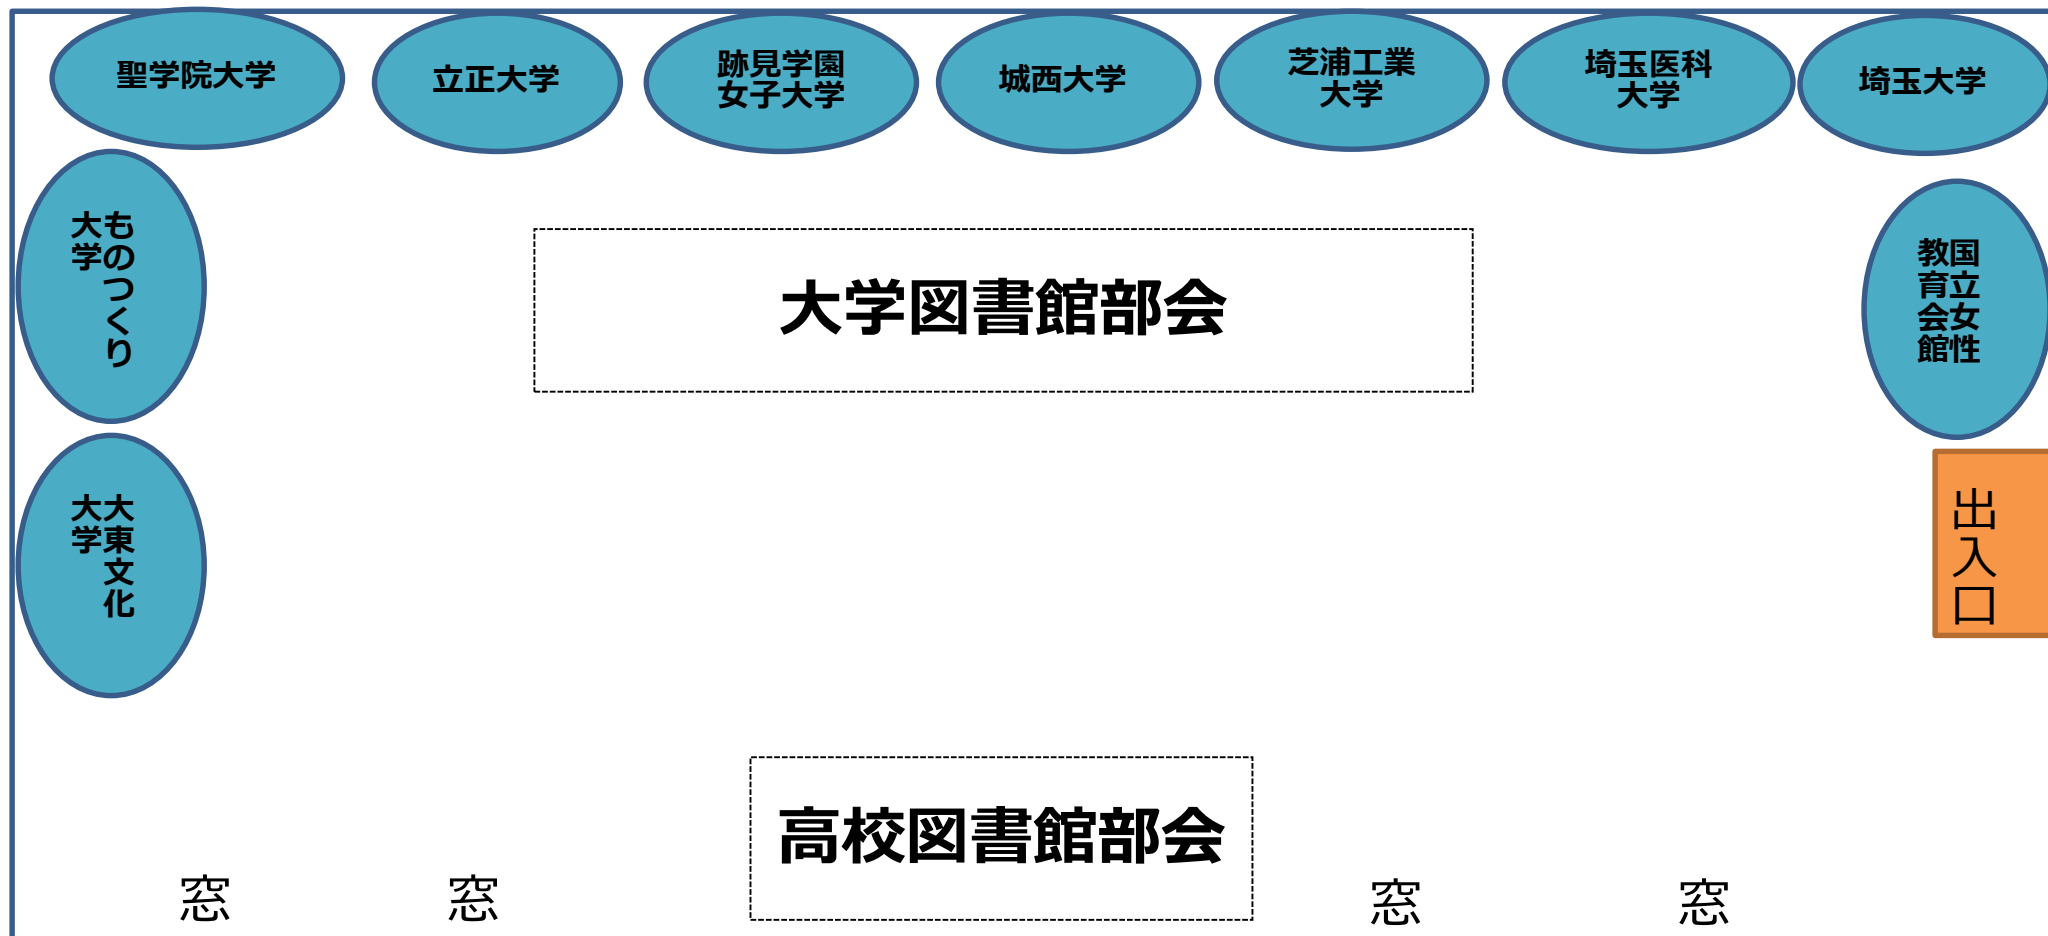 聖学院大学
立正大学
跡見学園
女子大学
城西大学
芝浦工業
大学
埼玉医科
大学
埼玉大学
ものつくり
大学
大学図書館部会
国立女性
教育会館
大東文化
大学
出入口
高校図書館部会
窓
窓
窓
窓